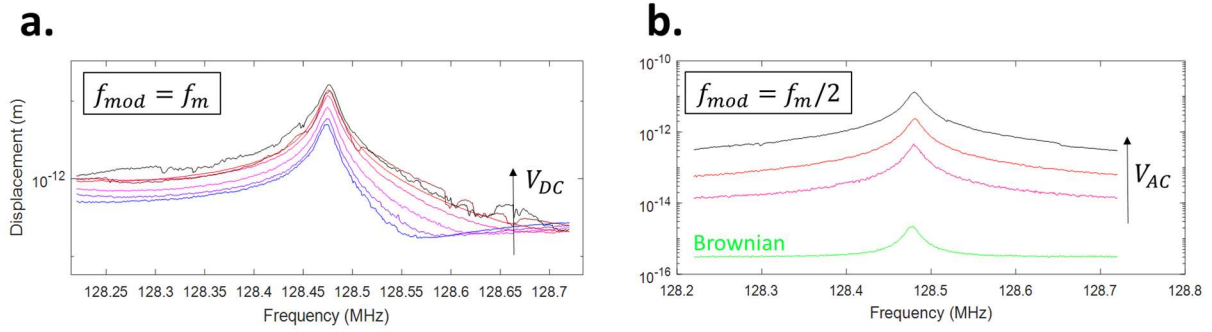 a.
f_mod = f_m
Displacement (m)
10^-12
V_DC
128.25 128.3 128.35 128.4 128.45 128.5 128.55 128.6 128.65 128.7
Frequency (MHz)
b.
10^-10
f_mod = f_m/2
10^-12
V_AC
10^-14
Brownian
10^-16
128.2 128.3 128.4 128.5 128.6 128.7 128.8
Frequency (MHz)